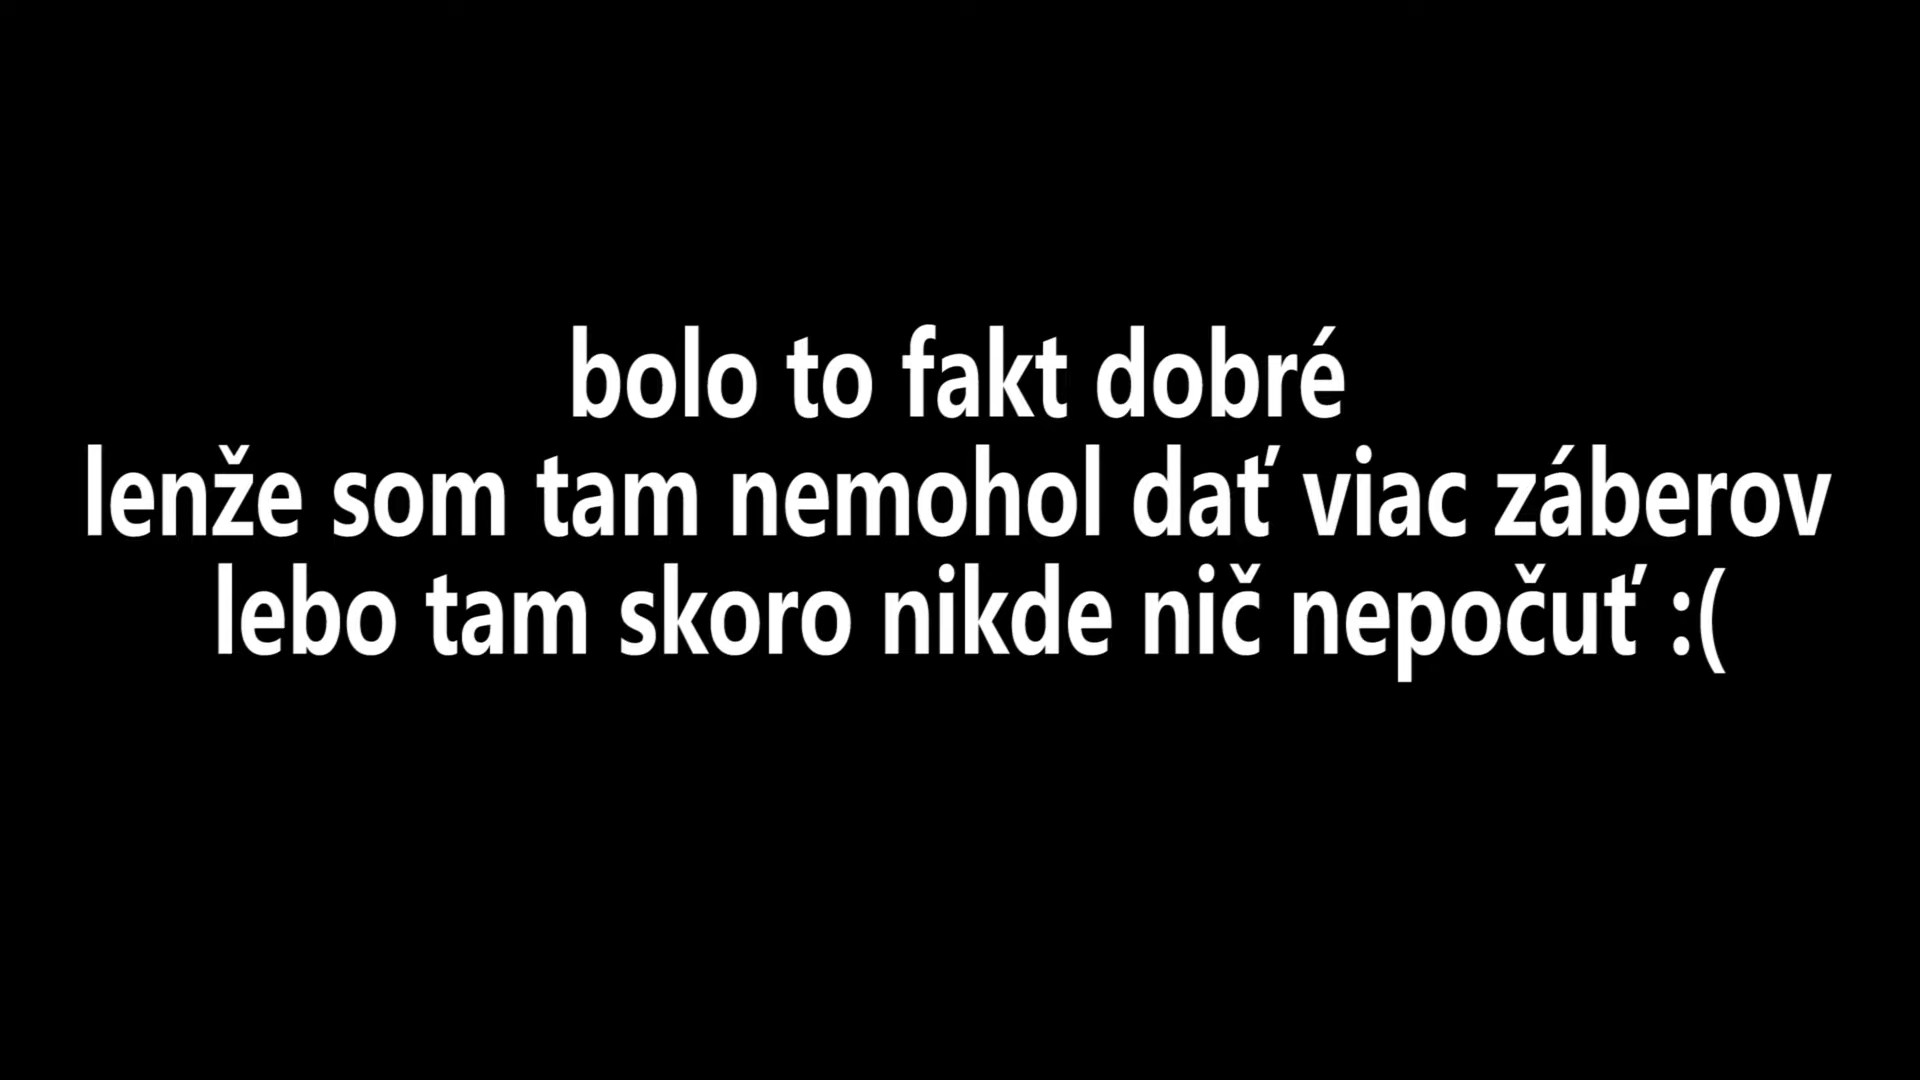 bolo to fakt dobré
lenže som tam nemohol dať viac záberov
lebo tam skoro nikde nič nepočuť :(